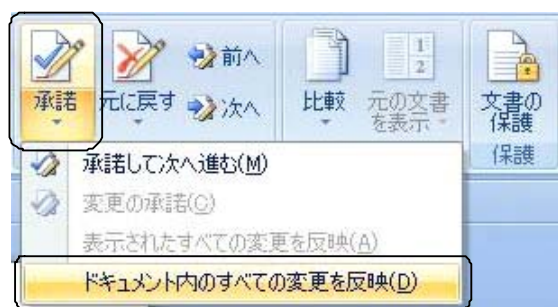 承諾
元に戻す
前へ
次へ
比較
1
2
元の文書
を表示
文書の
保護
保護
承諾して次へ進む(M)
変更の承諾(C)
表示されたすべての変更を反映(A)
ドキュメント内のすべての変更を反映(D)